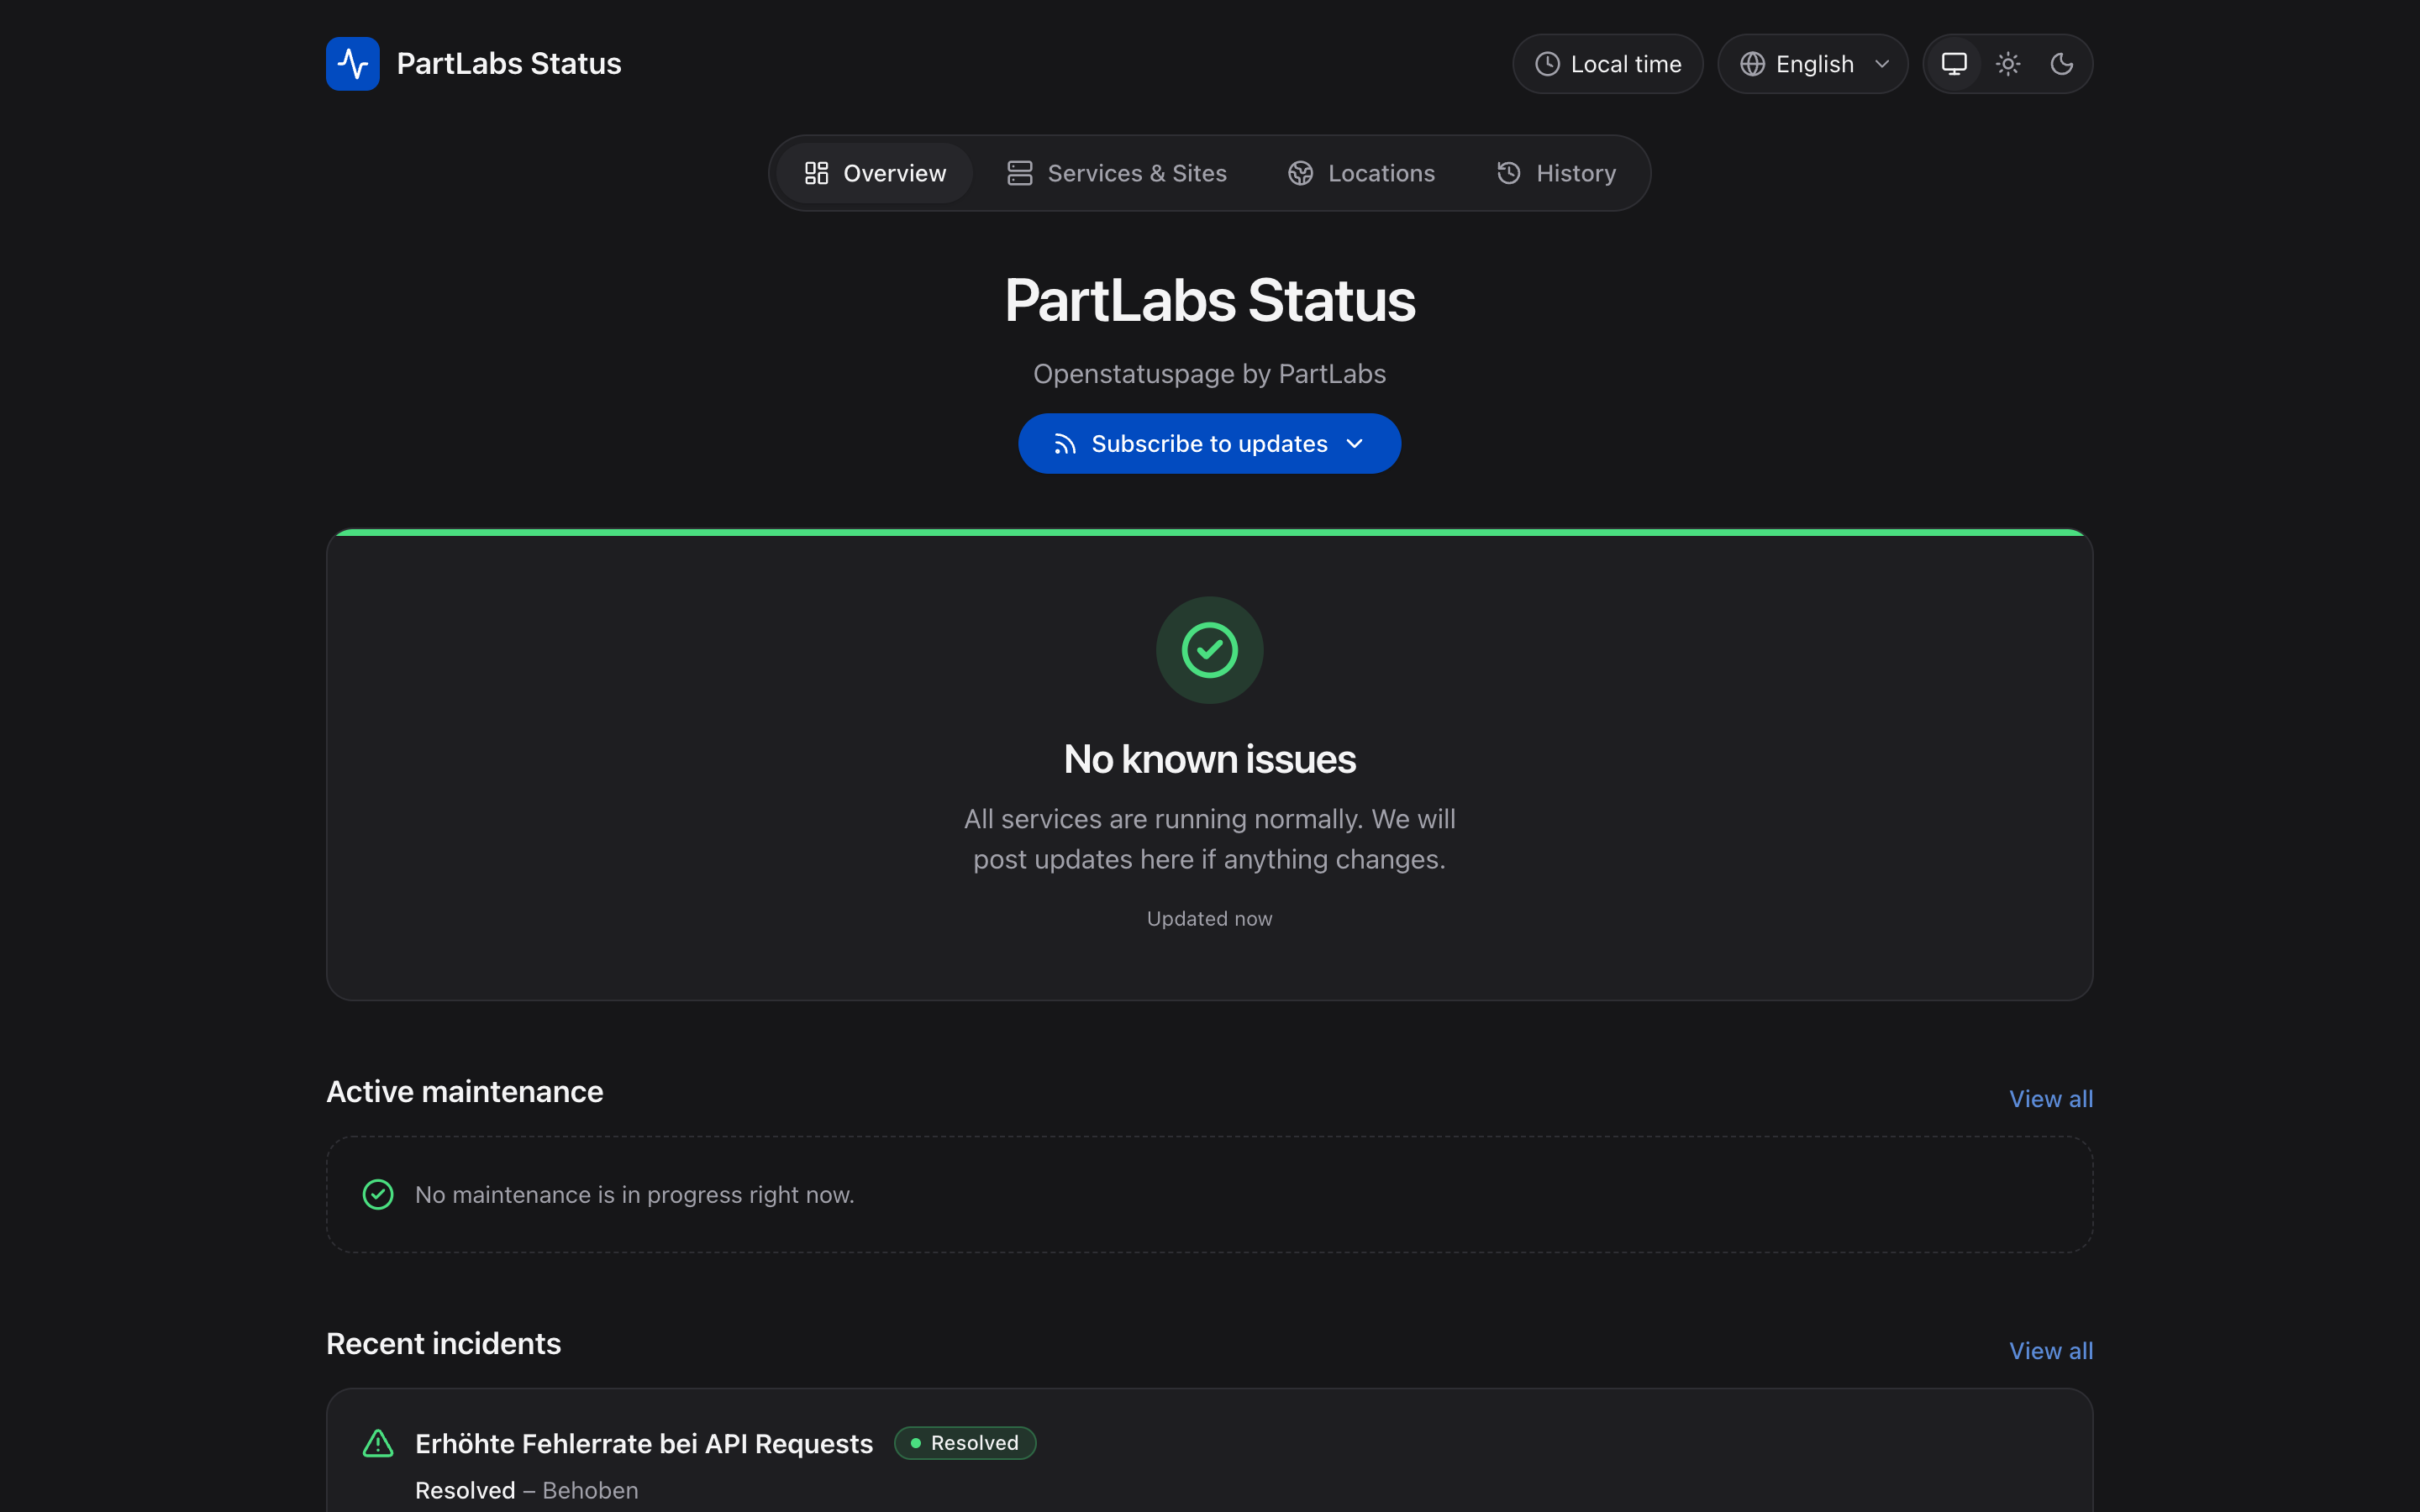 PartLabs Status
Local time
English
Overview
Services & Sites
Locations
History
PartLabs Status
Openstatuspage by PartLabs
Subscribe to updates
No known issues
All services are running normally. We will
post updates here if anything changes.
Updated now
Active maintenance
View all
No maintenance is in progress right now.
Recent incidents
View all
Erhöhte Fehlerrate bei API Requests
Resolved
Resolved – Behoben